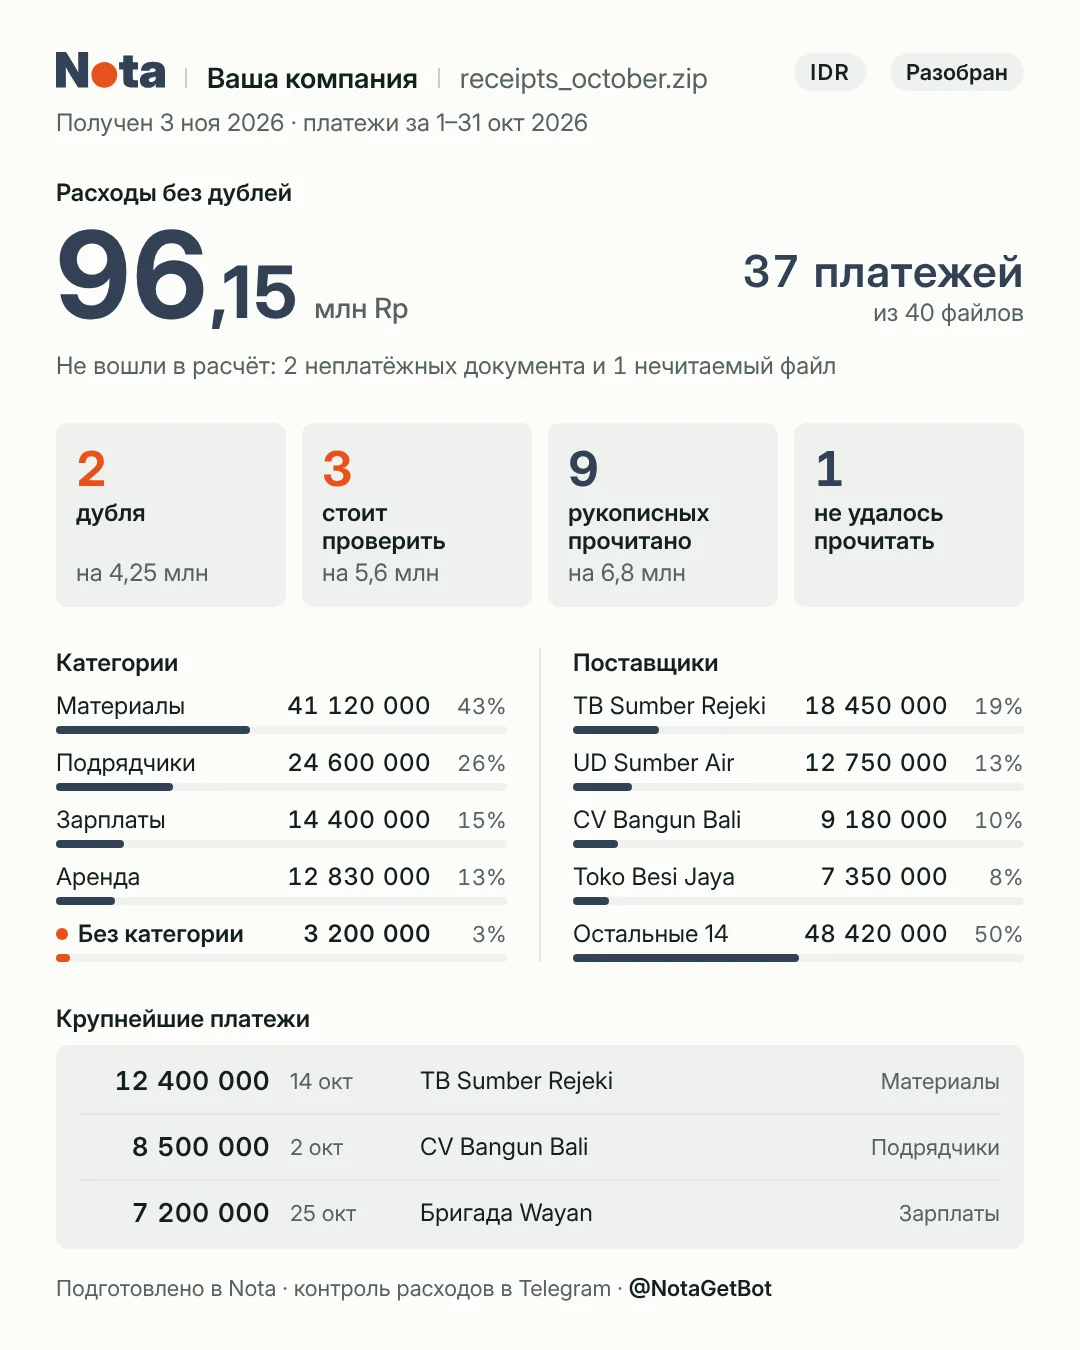 Nota | Ваша компания | receipts_october.zip IDR Разобран
Получен 3 ноя 2026 · платежи за 1–31 окт 2026
Расходы без дублей
96,15 млн Rp
37 платежей
из 40 файлов
Не вошли в расчёт: 2 неплатёжных документа и 1 нечитаемый файл
2
дубля
на 4,25 млн
3
стоит
проверить
на 5,6 млн
9
рукописных
прочитано
на 6,8 млн
1
не удалось
прочитать
Категории
Материалы 41 120 000 43%
Подрядчики 24 600 000 26%
Зарплаты 14 400 000 15%
Аренда 12 830 000 13%
Без категории 3 200 000 3%
Поставщики
TB Sumber Rejeki 18 450 000 19%
UD Sumber Air 12 750 000 13%
CV Bangun Bali 9 180 000 10%
Toko Besi Jaya 7 350 000 8%
Остальные 14 48 420 000 50%
Крупнейшие платежи
12 400 000 14 окт TB Sumber Rejeki Материалы
8 500 000 2 окт CV Bangun Bali Подрядчики
7 200 000 25 окт Бригада Wayan Зарплаты
Подготовлено в Nota · контроль расходов в Telegram · @NotaGetBot